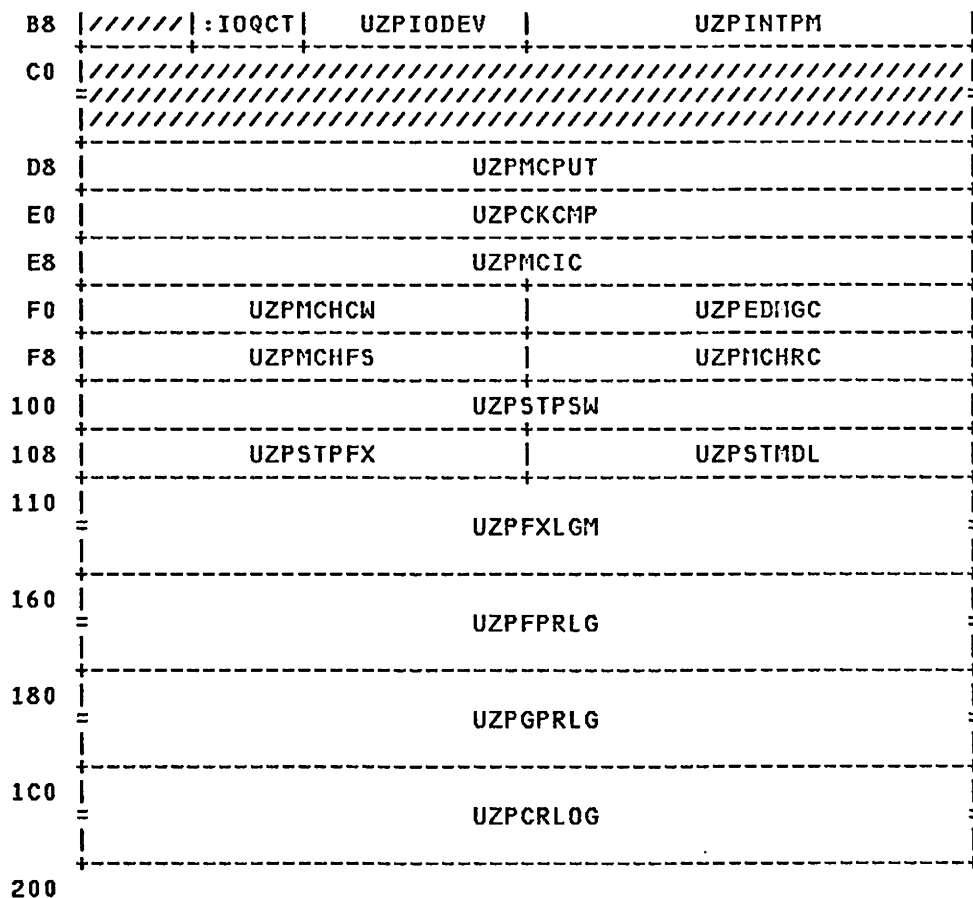 B8 |//////|:IOQCT| UZPIODEV | UZPINTPM
C0 |////////////////////////////////////////////////
=////////////////////////////////////////////////=
|////////////////////////////////////////////////
D8 | UZPMCPUT
E0 | UZPCKCMP
E8 | UZPMCIC
F0 | UZPMCHCW | UZPEDMGC
F8 | UZPMCHFS | UZPMCHRC
100 | UZPSTPSW
108 | UZPSTPFX | UZPSTMDL
110
= UZPFXLGM =
160
= UZPFPRLG =
180
= UZPGPRLG =
1C0
= UZPCRLOG =
200